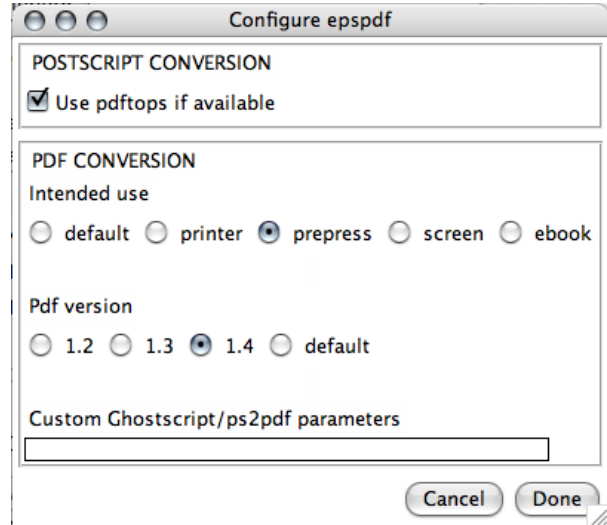 Configure epspdf
POSTSCRIPT CONVERSION
Use pdftops if available
PDF CONVERSION
Intended use
default printer prepress screen ebook
Pdf version
1.2 1.3 1.4 default
Custom Ghostscript/ps2pdf parameters
Cancel Done